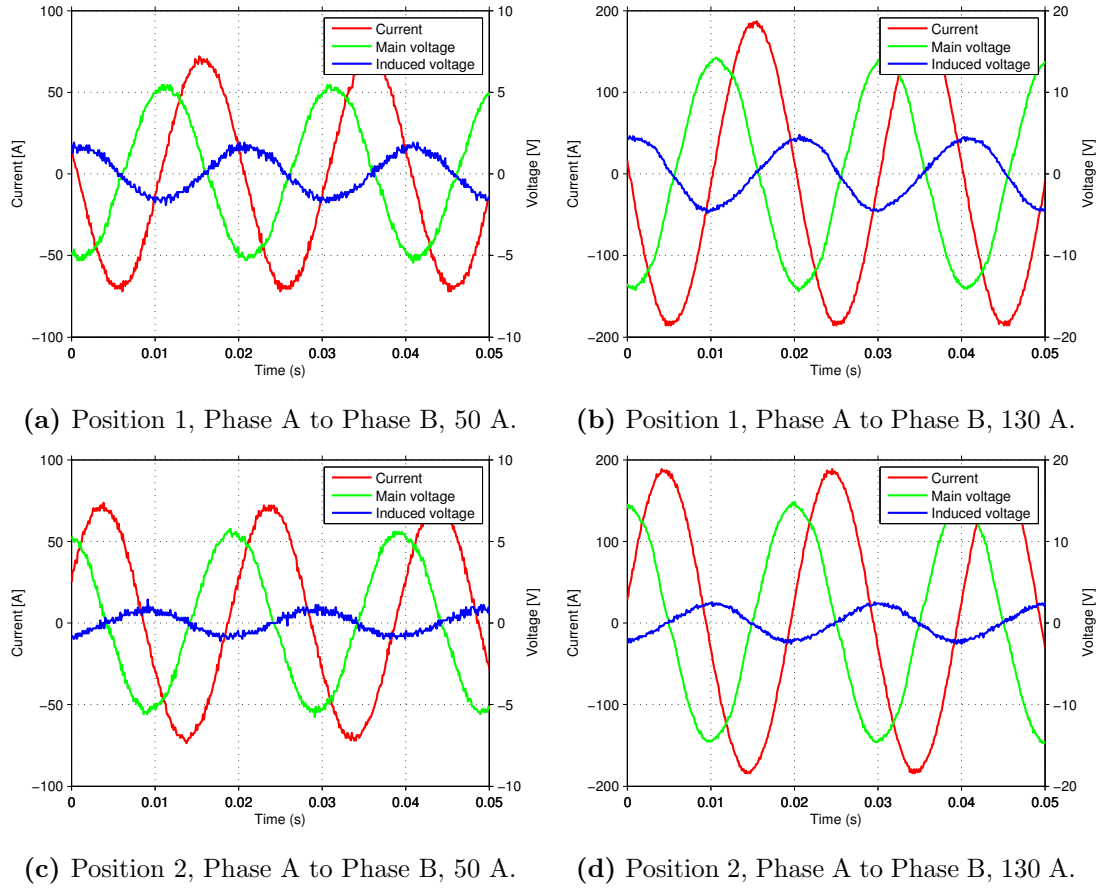 100
50
0
−50
−100
Current [A]
10
5
0
−5
−10
Voltage [V]
Current
Main voltage
Induced voltage
0 0.01 0.02 0.03 0.04 0.05
Time (s)
(a) Position 1, Phase A to Phase B, 50 A.
200
100
0
−100
−200
Current [A]
20
10
0
−10
−20
Voltage [V]
Current
Main voltage
Induced voltage
0 0.01 0.02 0.03 0.04 0.05
Time (s)
(b) Position 1, Phase A to Phase B, 130 A.
100
50
0
−50
−100
Current [A]
10
5
0
−5
−10
Voltage [V]
Current
Main voltage
Induced voltage
0 0.01 0.02 0.03 0.04 0.05
Time (s)
(c) Position 2, Phase A to Phase B, 50 A.
200
100
0
−100
−200
Current [A]
20
10
0
−10
−20
Voltage [V]
Current
Main voltage
Induced voltage
0 0.01 0.02 0.03 0.04 0.05
Time (s)
(d) Position 2, Phase A to Phase B, 130 A.